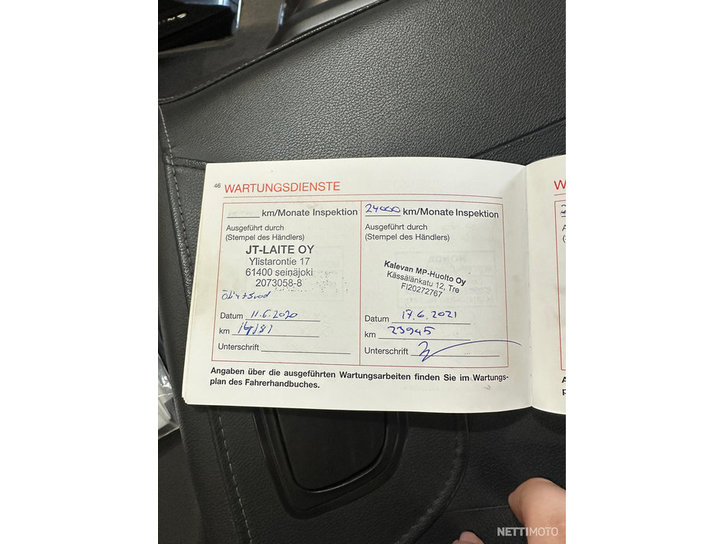 46 WARTUNGSDIENSTE
km/Monate Inspektion
Ausgeführt durch
(Stempel des Händlers)
JT-LAITE OY
Ylistarontie 17
61400 seinäjoki
2073058-8
Datum 11.6.2020
km
Unterschrift
24000 km/Monate Inspektion
Ausgeführt durch
(Stempel des Händlers)
Kalevan MP-Huolto Oy
Kässälänkatu 12, Tre
FI20272767
Datum 17.6.2021
km 23945
Unterschrift
Angaben über die ausgeführten Wartungsarbeiten finden Sie im Wartungs-
plan des Fahrerhandbuches.
NETTIMOTO